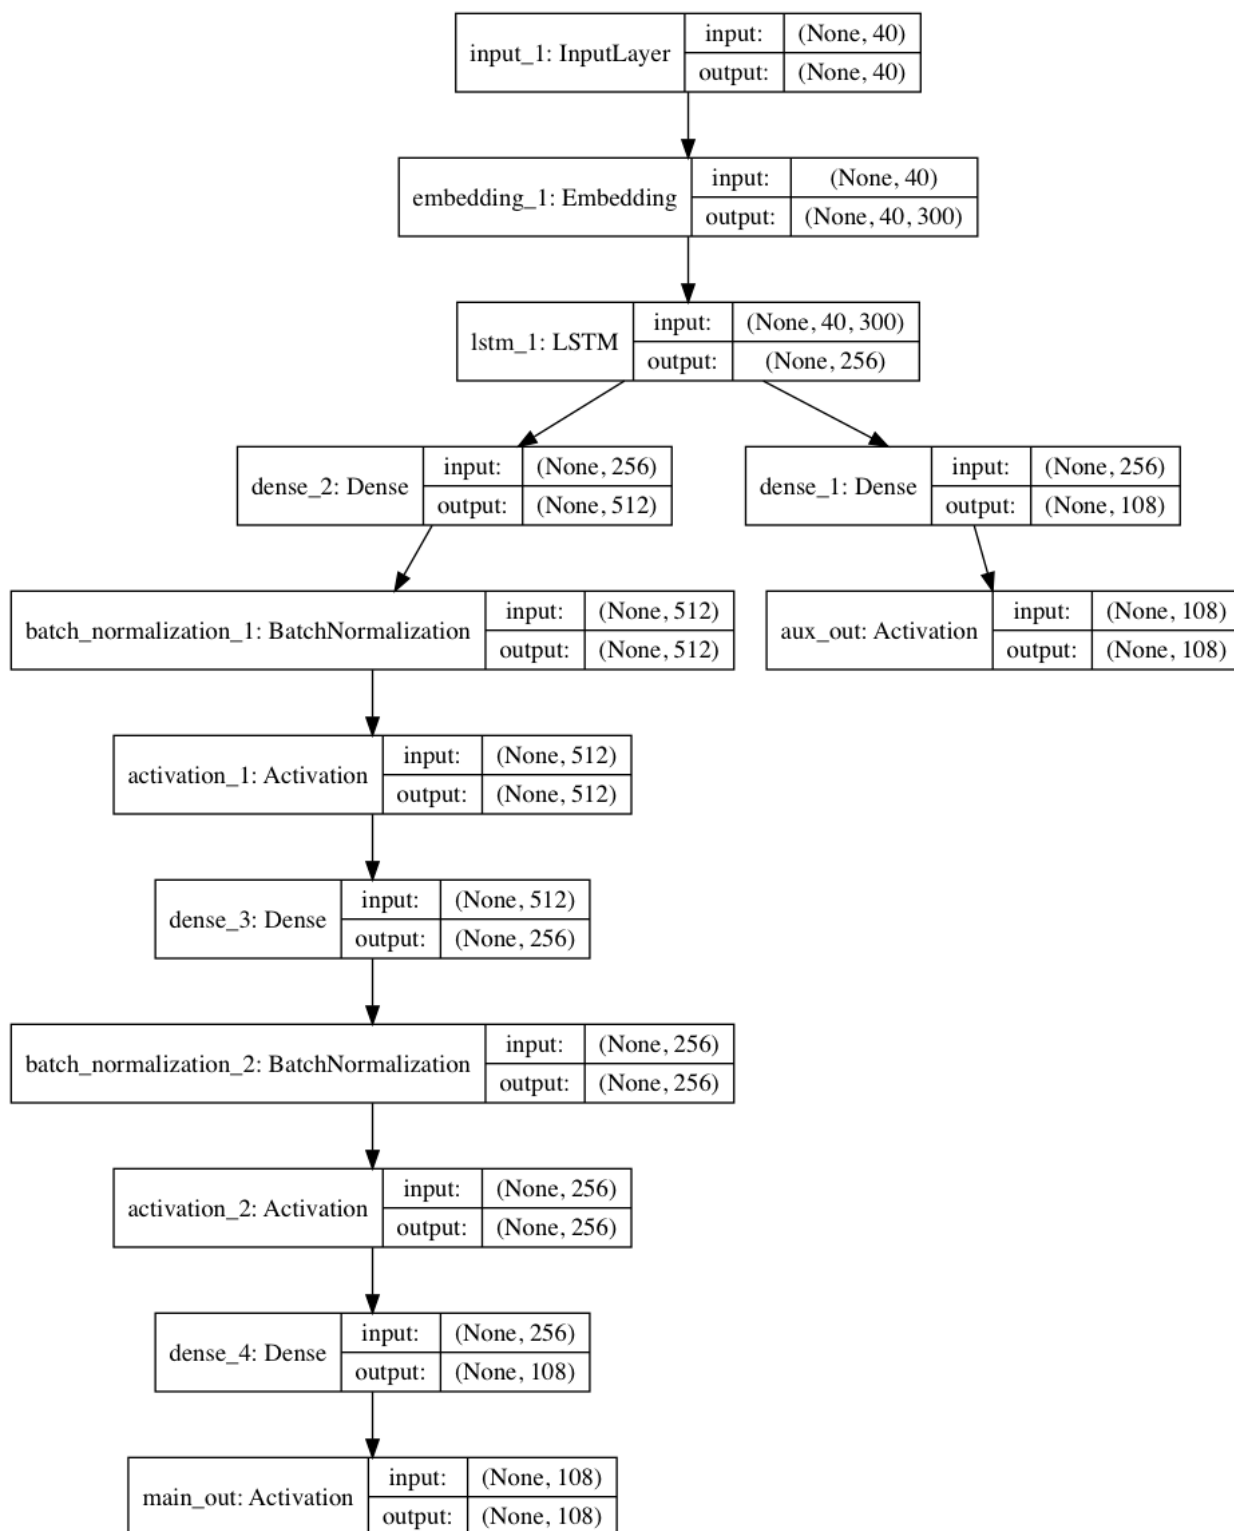 input_1: InputLayer
input: (None, 40)
output: (None, 40)
embedding_1: Embedding
input: (None, 40)
output: (None, 40, 300)
lstm_1: LSTM
input: (None, 40, 300)
output: (None, 256)
dense_2: Dense
input: (None, 256)
output: (None, 512)
dense_1: Dense
input: (None, 256)
output: (None, 108)
batch_normalization_1: BatchNormalization
input: (None, 512)
output: (None, 512)
aux_out: Activation
input: (None, 108)
output: (None, 108)
activation_1: Activation
input: (None, 512)
output: (None, 512)
dense_3: Dense
input: (None, 512)
output: (None, 256)
batch_normalization_2: BatchNormalization
input: (None, 256)
output: (None, 256)
activation_2: Activation
input: (None, 256)
output: (None, 256)
dense_4: Dense
input: (None, 256)
output: (None, 108)
main_out: Activation
input: (None, 108)
output: (None, 108)